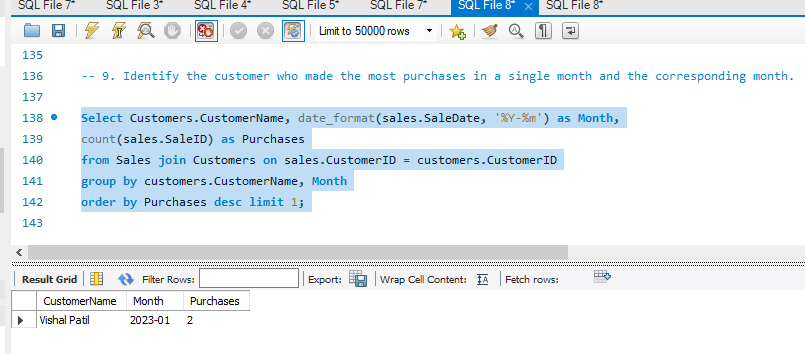 SQL File 7* SQL File 3* SQL File 4* SQL File 5* SQL File 7* SQL File 8* SQL File 8*
Limit to 50000 rows
135
136 -- 9. Identify the customer who made the most purchases in a single month and the corresponding month.
137
138 Select Customers.CustomerName, date_format(sales.SaleDate, '%Y-%m') as Month,
139 count(sales.SaleID) as Purchases
140 from Sales join Customers on sales.CustomerID = customers.CustomerID
141 group by customers.CustomerName, Month
142 order by Purchases desc limit 1;
143
Result Grid Filter Rows: Export: Wrap Cell Content: Fetch rows:
CustomerName Month Purchases
Vishal Patil 2023-01 2